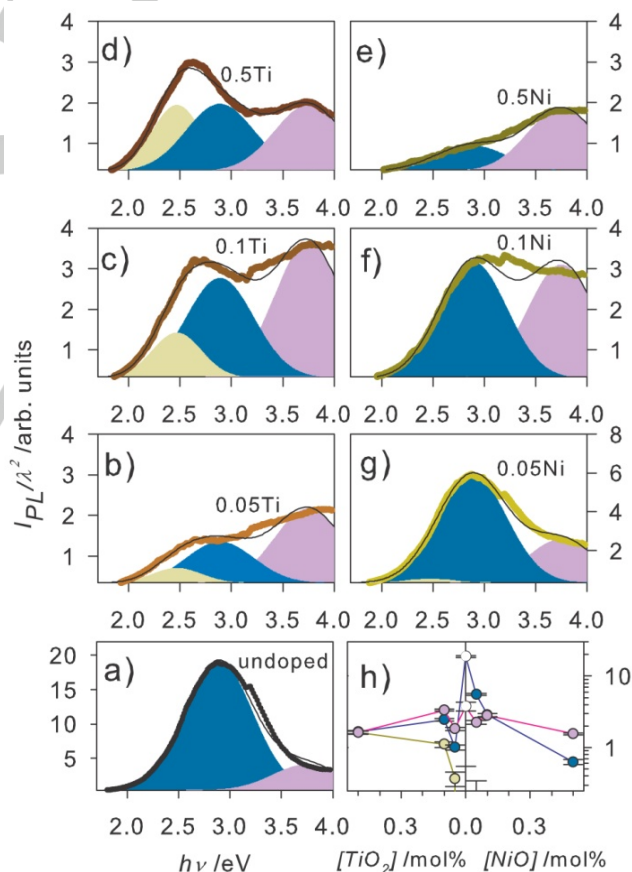 4
3
2
1
d)
0.5Ti
2.0 2.5 3.0 3.5 4.0
e)
0.5Ni
4
3
2
1
2.0 2.5 3.0 3.5 4.0
4
3
2
1
c)
0.1Ti
2.0 2.5 3.0 3.5 4.0
f)
0.1Ni
4
3
2
1
2.0 2.5 3.0 3.5 4.0
I_PL/λ² /arb. units
4
3
2
1
b)
0.05Ti
2.0 2.5 3.0 3.5 4.0
g)
0.05Ni
8
6
4
2
2.0 2.5 3.0 3.5 4.0
20
15
10
5
a)
undoped
2.0 2.5 3.0 3.5 4.0
hν /eV
h)
10
1
0.3 0.0 0.3
[TiO₂] /mol% [NiO] /mol%